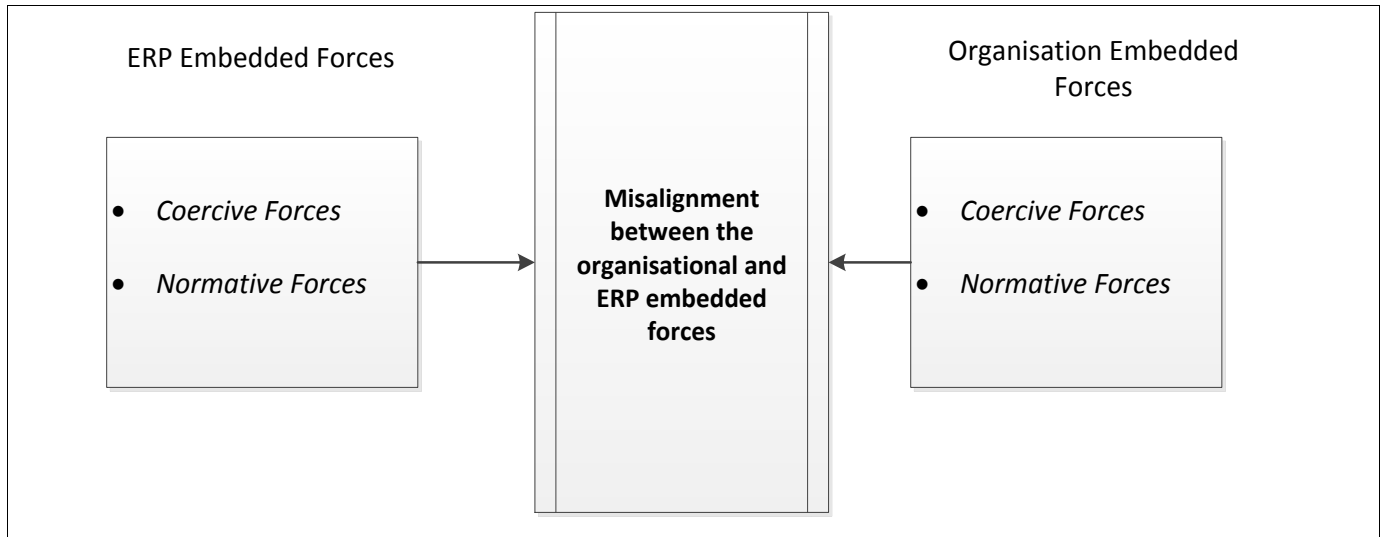 ERP Embedded Forces
• Coercive Forces
• Normative Forces
Misalignment
between the
organisational and
ERP embedded
forces
Organisation Embedded
Forces
• Coercive Forces
• Normative Forces